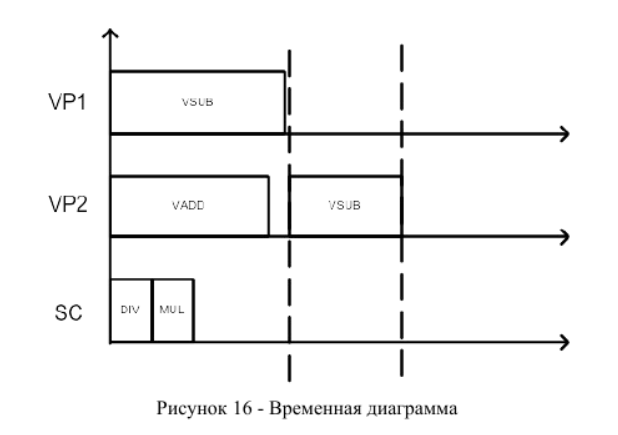 VP1
VSUB
VP2
VADD
VSUB
SC
DIV
MUL
Рисунок 16 - Временная диаграмма